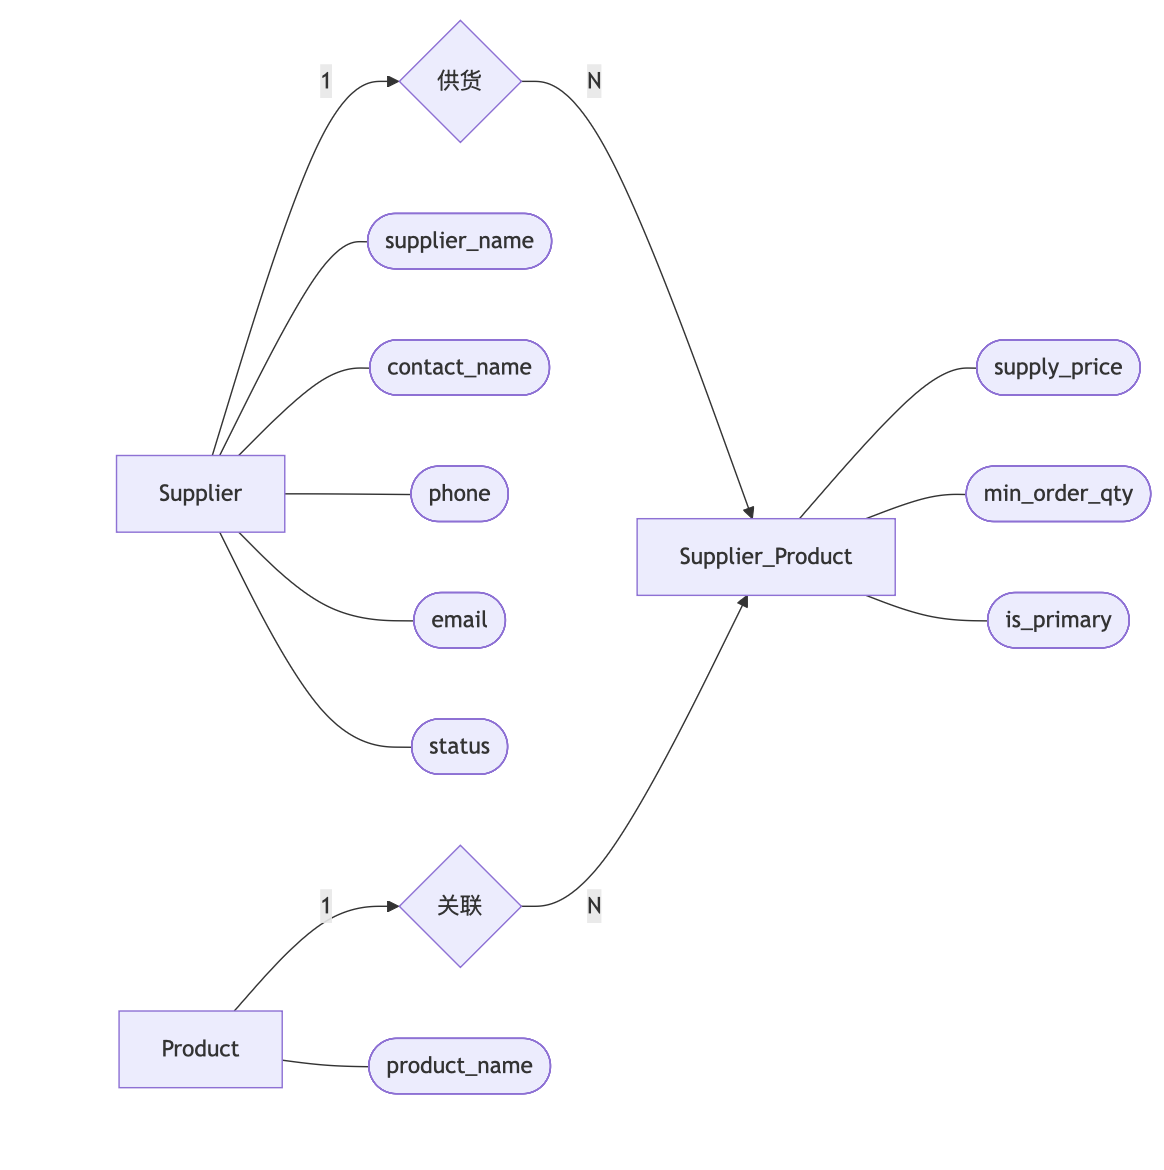 1
供货
N
supplier_name
contact_name
supply_price
Supplier
phone
min_order_qty
Supplier_Product
email
is_primary
status
1
关联
N
Product
product_name